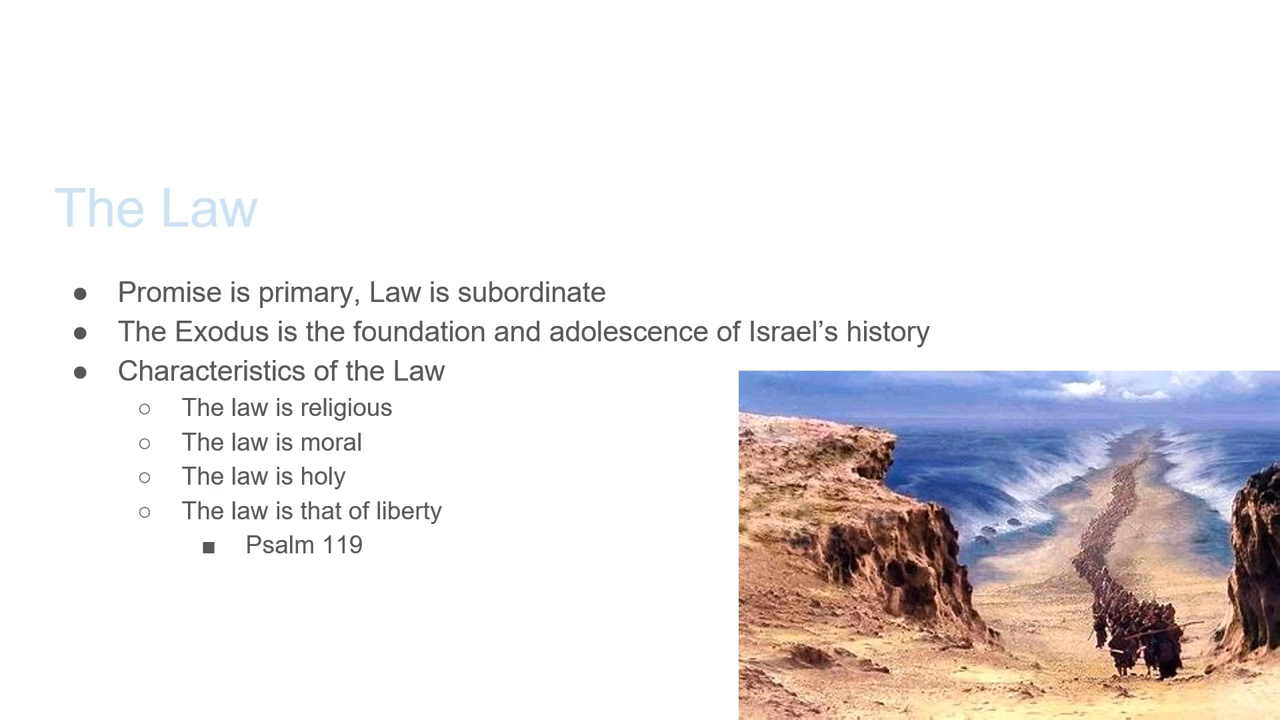 The Law
● Promise is primary, Law is subordinate
● The Exodus is the foundation and adolescence of Israel’s history
● Characteristics of the Law
○ The law is religious
○ The law is moral
○ The law is holy
○ The law is that of liberty
■ Psalm 119